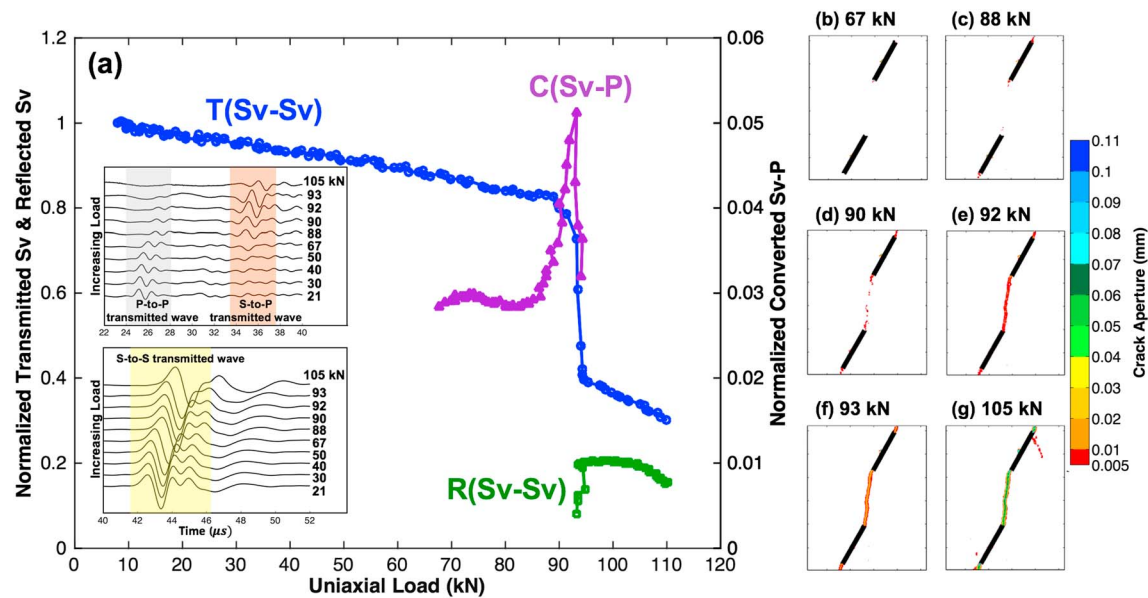 (a)
T(Sv-Sv)
C(Sv-P)
R(Sv-Sv)
Normalized Transmitted Sv & Reflected Sv
1.2
1
0.8
0.6
0.4
0.2
0
0 10 20 30 40 50 60 70 80 90 100 110 120
Uniaxial Load (kN)
0.06
0.05
0.04
0.03
0.02
0.01
0.00
Normalized Converted Sv-P
Increasing Load
105 kN
93
92
90
88
67
50
40
30
21
P-to-P
transmitted wave
S-to-P
transmitted wave
22 24 26 28 30 32 34 36 38 40
S-to-S transmitted wave
Increasing Load
105 kN
93
92
90
88
67
50
40
30
21
40 42 44 46 48 50 52
Time (μs)
(b) 67 kN
(c) 88 kN
(d) 90 kN
(e) 92 kN
(f) 93 kN
(g) 105 kN
0.11
0.1
0.09
0.08
0.07
0.06
0.05
0.04
0.03
0.02
0.01
0.005
Crack Aperture (mm)